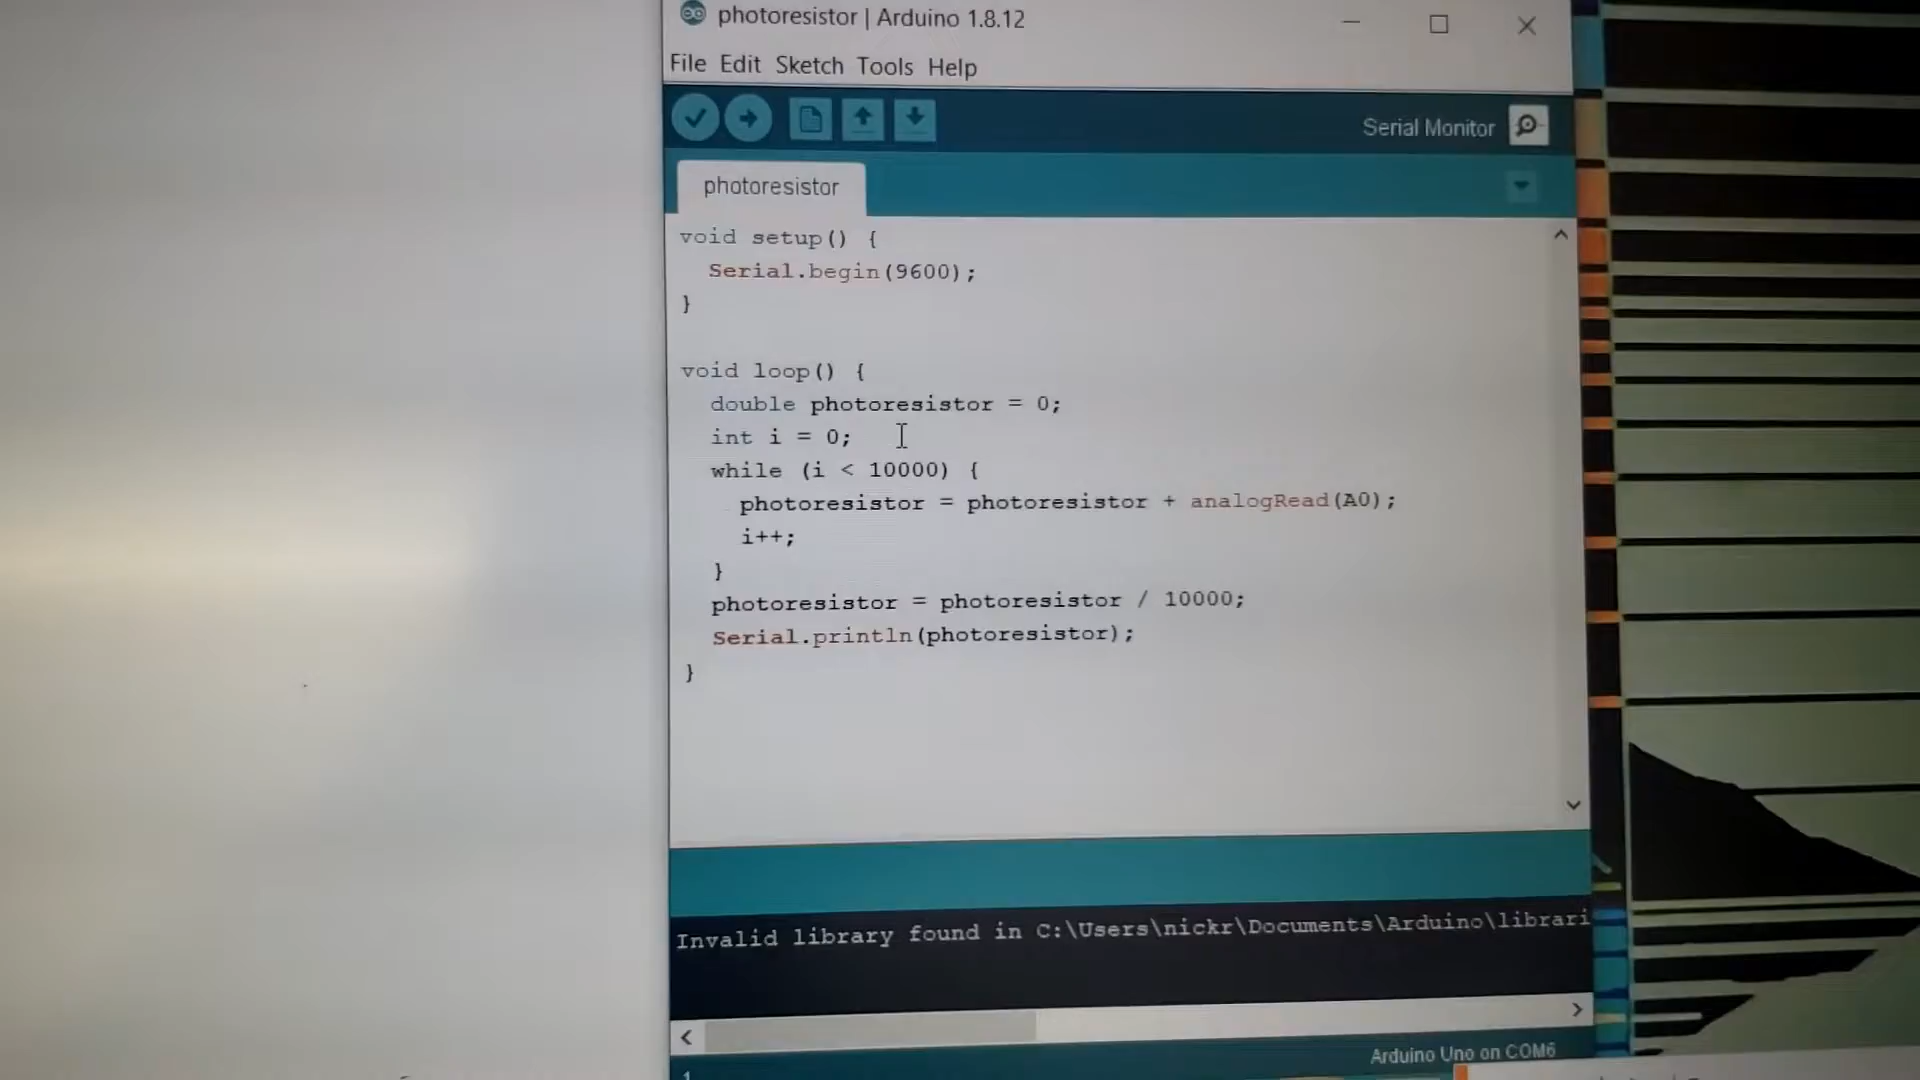 photoresistor | Arduino 1.8.12
File Edit Sketch Tools Help
Serial Monitor
photoresistor
void setup() {
  Serial.begin(9600);
}
void loop() {
  double photoresistor = 0;
  int i = 0;
  while (i < 10000) {
    photoresistor = photoresistor + analogRead(A0);
    i++;
  }
  photoresistor = photoresistor / 10000;
  Serial.println(photoresistor);
}
Invalid library found in C:\Users\nickr\Documents\Arduino\librari
Arduino Uno on COM6
1